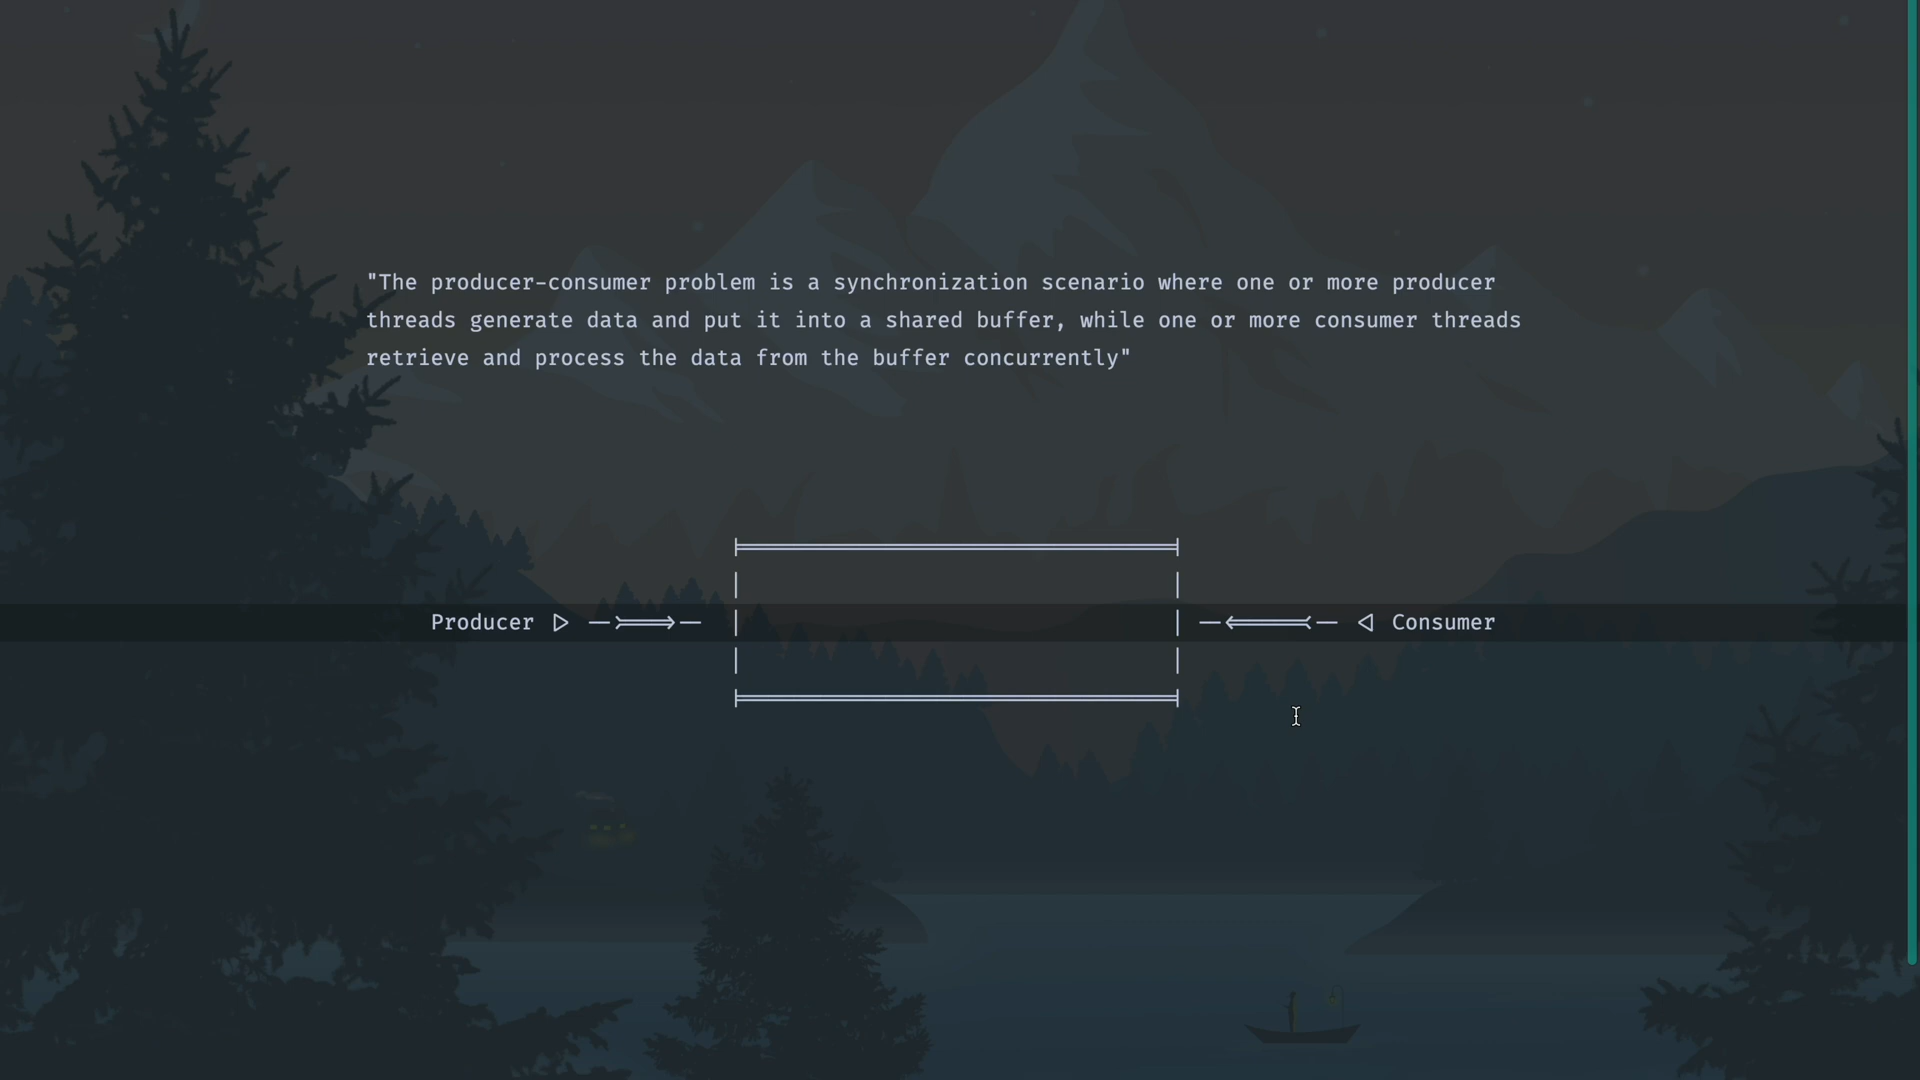 "The producer-consumer problem is a synchronization scenario where one or more producer
threads generate data and put it into a shared buffer, while one or more consumer threads
retrieve and process the data from the buffer concurrently"
Producer Consumer